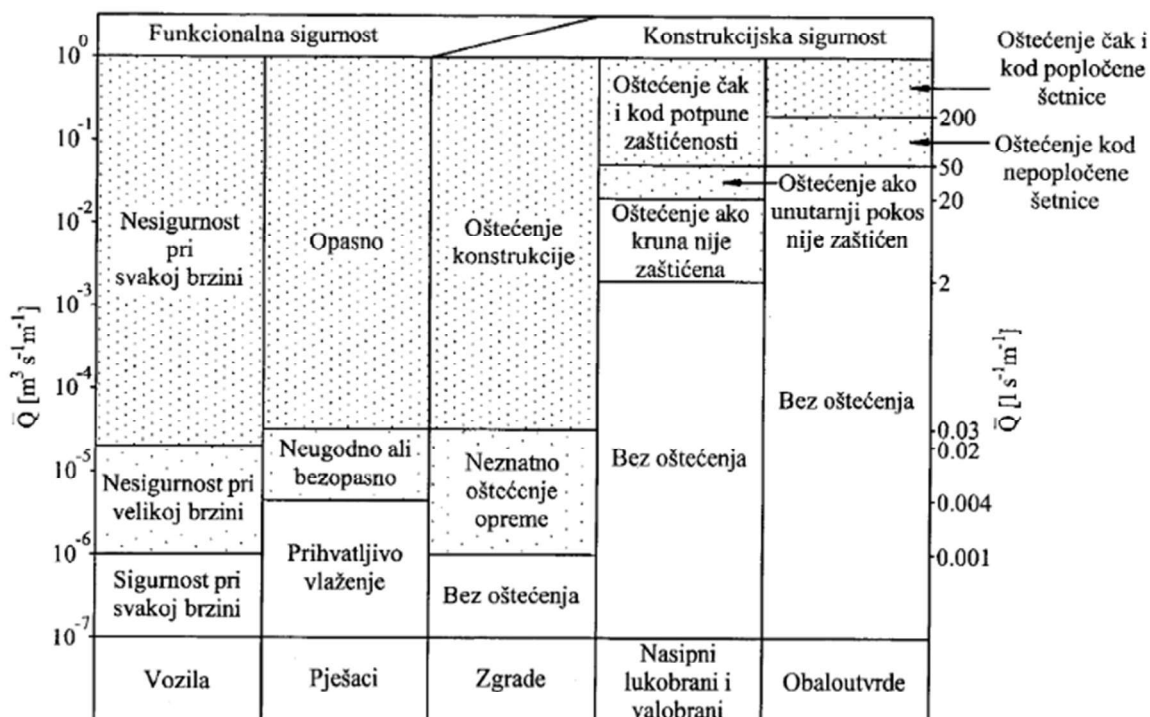 Funkcionalna sigurnost
Konstrukcijska sigurnost
Q̄ [m³ s⁻¹m⁻¹]
10⁰
10⁻¹
10⁻²
10⁻³
10⁻⁴
10⁻⁵
10⁻⁶
10⁻⁷
Nesigurnost
pri
svakoj brzini
Nesigurnost pri
velikoj brzini
Sigurnost pri
svakoj brzini
Vozila
Opasno
Neugodno ali
bezopasno
Prihvatljivo
vlaženje
Pješaci
Oštećenje
konstrukcije
Neznatno
oštećenje
opreme
Bez oštećenja
Zgrade
Oštećenje čak
i kod potpune
zaštićenosti
Oštećenje ako
kruna nije
zaštićena
Bez oštećenja
Nasipni
lukobrani i
valobrani
Oštećenje ako
unutarnji pokos
nije zaštićen
Bez oštećenja
Obaloutvrde
200
50
20
2
0.03
0.02
0.004
0.001
Q̄ [l s⁻¹m⁻¹]
Oštećenje čak i
kod popločene
šetnice
Oštećenje kod
nepopločene
šetnice